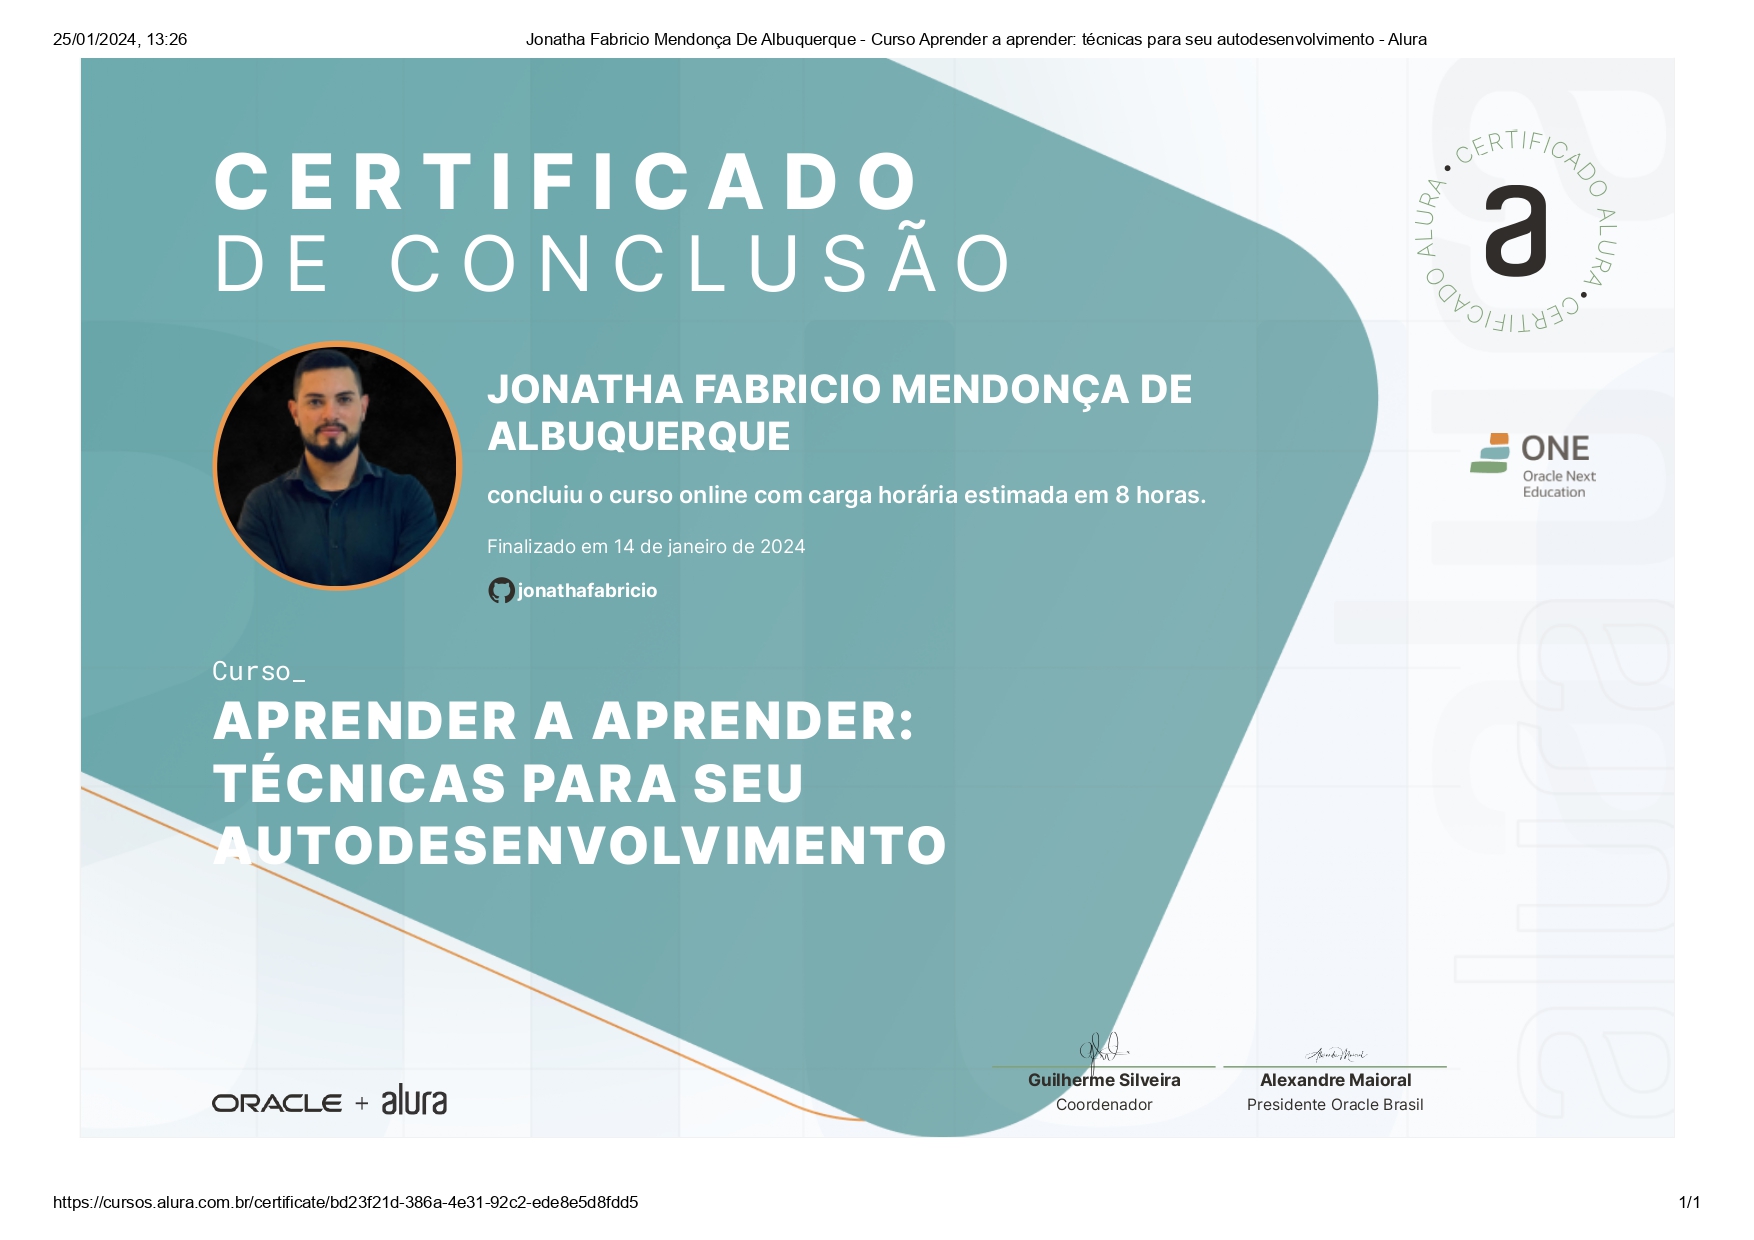 25/01/2024, 13:26
Jonatha Fabricio Mendonça De Albuquerque - Curso Aprender a aprender: técnicas para seu autodesenvolvimento - Alura
CERTIFICADO
DE CONCLUSÃO
• CERTIFICADO ALURA • CERTIFICADO ALURA
a
JONATHA FABRICIO MENDONÇA DE
ALBUQUERQUE
concluiu o curso online com carga horária estimada em 8 horas.
Finalizado em 14 de janeiro de 2024
jonathafabricio
ONE
Oracle Next
Education
Curso_
APRENDER A APRENDER:
TÉCNICAS PARA SEU
AUTODESENVOLVIMENTO
alura
alura
ORACLE + alura
Guilherme Silveira
Coordenador
Alexandre Maioral
Presidente Oracle Brasil
https://cursos.alura.com.br/certificate/bd23f21d-386a-4e31-92c2-ede8e5d8fdd5
1/1